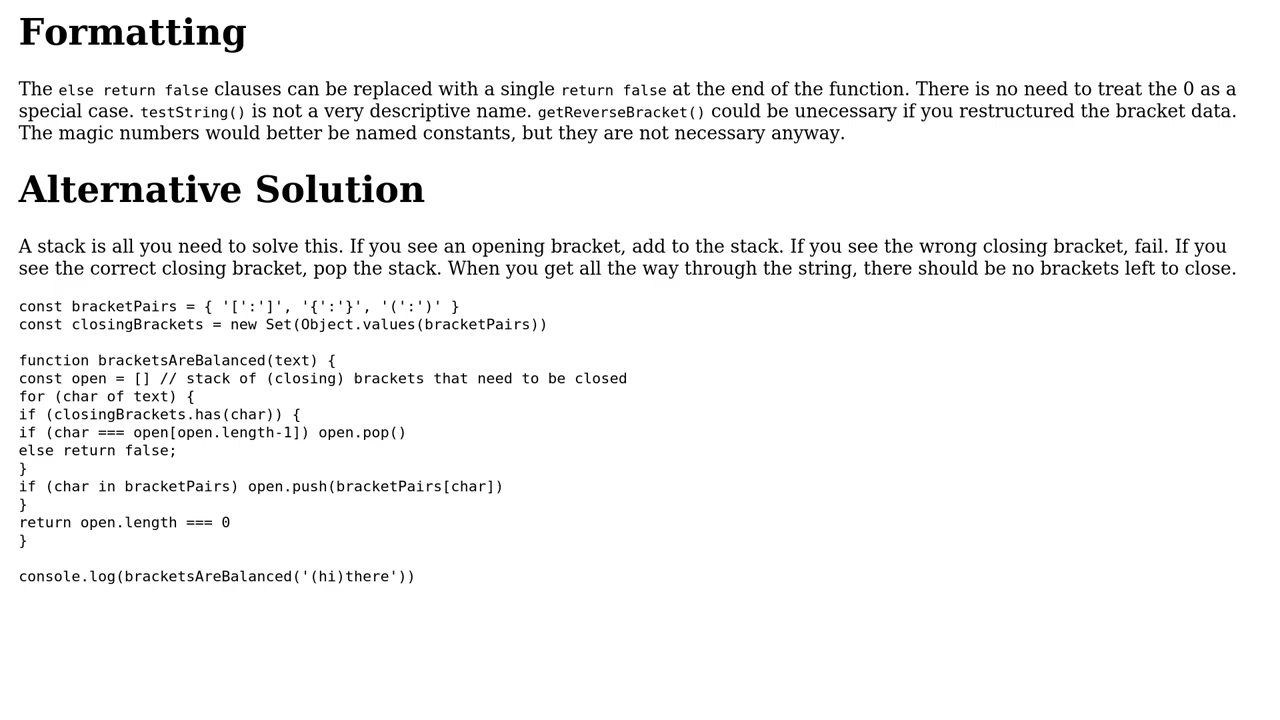 Formatting
The else return false clauses can be replaced with a single return false at the end of the function. There is no need to treat the 0 as a
special case. testString() is not a very descriptive name. getReverseBracket() could be unecessary if you restructured the bracket data.
The magic numbers would better be named constants, but they are not necessary anyway.
Alternative Solution
A stack is all you need to solve this. If you see an opening bracket, add to the stack. If you see the wrong closing bracket, fail. If you
see the correct closing bracket, pop the stack. When you get all the way through the string, there should be no brackets left to close.
const bracketPairs = { '[':']', '{':'}', '(':')' }
const closingBrackets = new Set(Object.values(bracketPairs))
function bracketsAreBalanced(text) {
const open = [] // stack of (closing) brackets that need to be closed
for (char of text) {
if (closingBrackets.has(char)) {
if (char === open[open.length-1]) open.pop()
else return false;
}
if (char in bracketPairs) open.push(bracketPairs[char])
}
return open.length === 0
}
console.log(bracketsAreBalanced('(hi)there'))